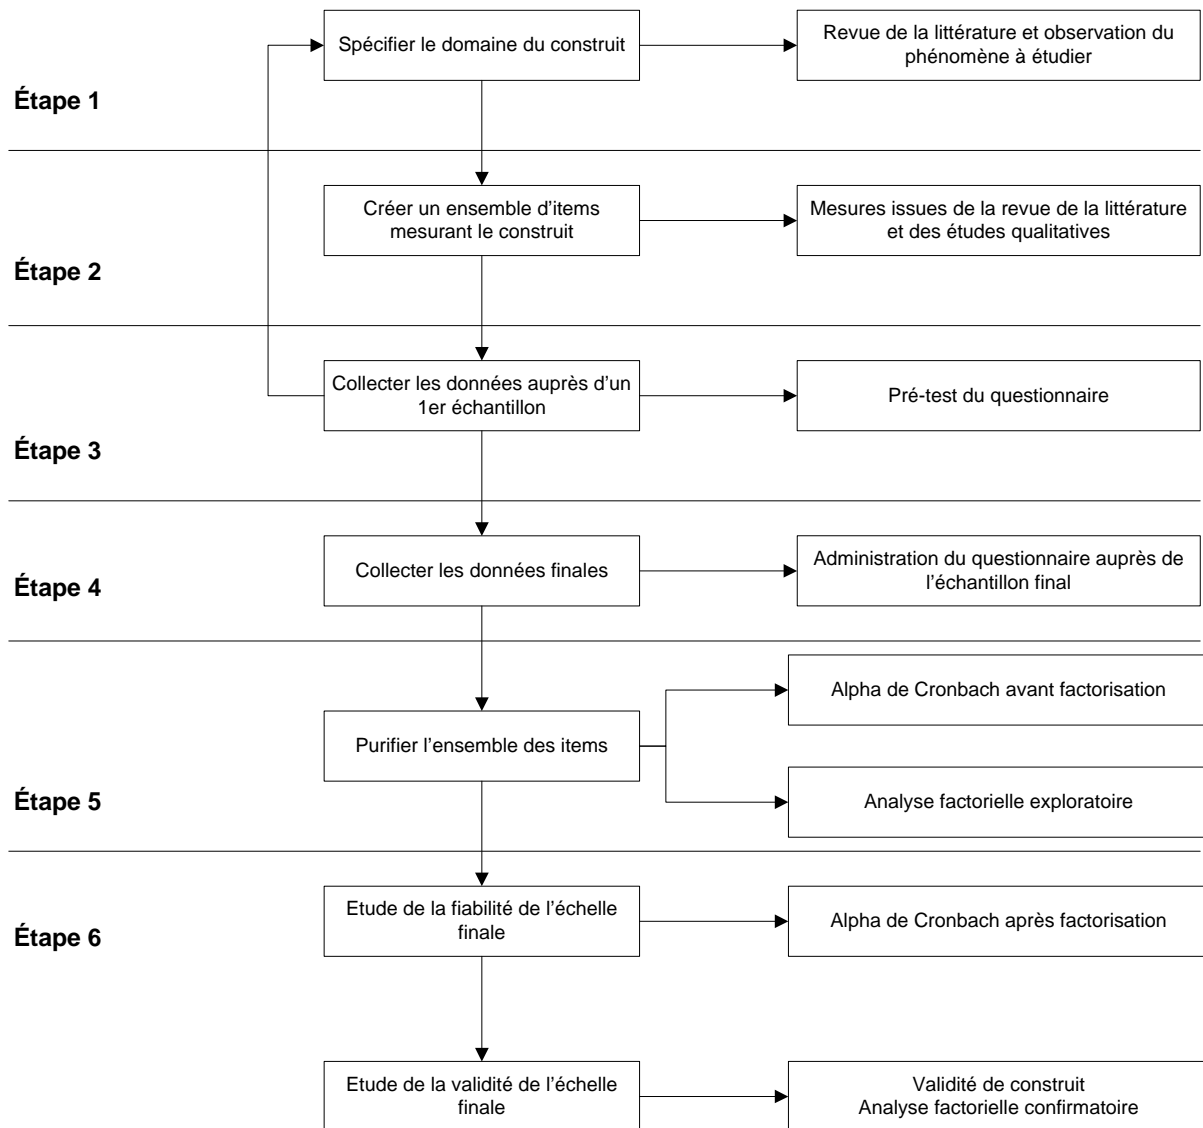 Spécifier le domaine du construit
Revue de la littérature et observation du
phénomène à étudier
Étape 1
Créer un ensemble d'items
mesurant le construit
Mesures issues de la revue de la littérature
et des études qualitatives
Étape 2
Collecter les données auprès d'un
1er échantillon
Pré-test du questionnaire
Étape 3
Collecter les données finales
Administration du questionnaire auprès de
l'échantillon final
Étape 4
Alpha de Cronbach avant factorisation
Purifier l'ensemble des items
Analyse factorielle exploratoire
Étape 5
Etude de la fiabilité de l'échelle
finale
Alpha de Cronbach après factorisation
Étape 6
Etude de la validité de l'échelle
finale
Validité de construit
Analyse factorielle confirmatoire